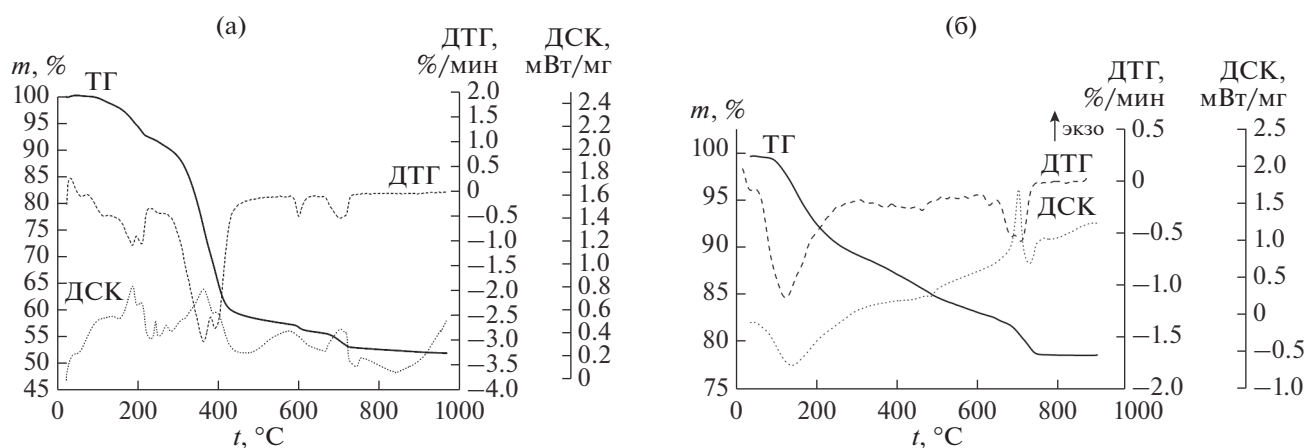 (а)
ДТГ,
%/мин
ДСК,
мВт/мг
m, %
ТГ
100
95
90
85
80
75
70
65
60
55
50
45
2.0
1.5
1.0
0.5
0
−0.5
−1.0
−1.5
−2.0
−2.5
−3.0
−3.5
−4.0
2.4
2.2
2.0
1.8
1.6
1.4
1.2
1.0
0.8
0.6
0.4
0.2
0
ДТГ
ДСК
0 200 400 600 800 1000
t, °C
(б)
ДТГ,
%/мин
ДСК,
мВт/мг
m, %
экзо
ТГ
100
95
90
85
80
75
0.5
0
−0.5
−1.0
−1.5
−2.0
2.5
2.0
1.5
1.0
0.5
0
−0.5
−1.0
ДТГ
ДСК
0 200 400 600 800 1000
t, °C